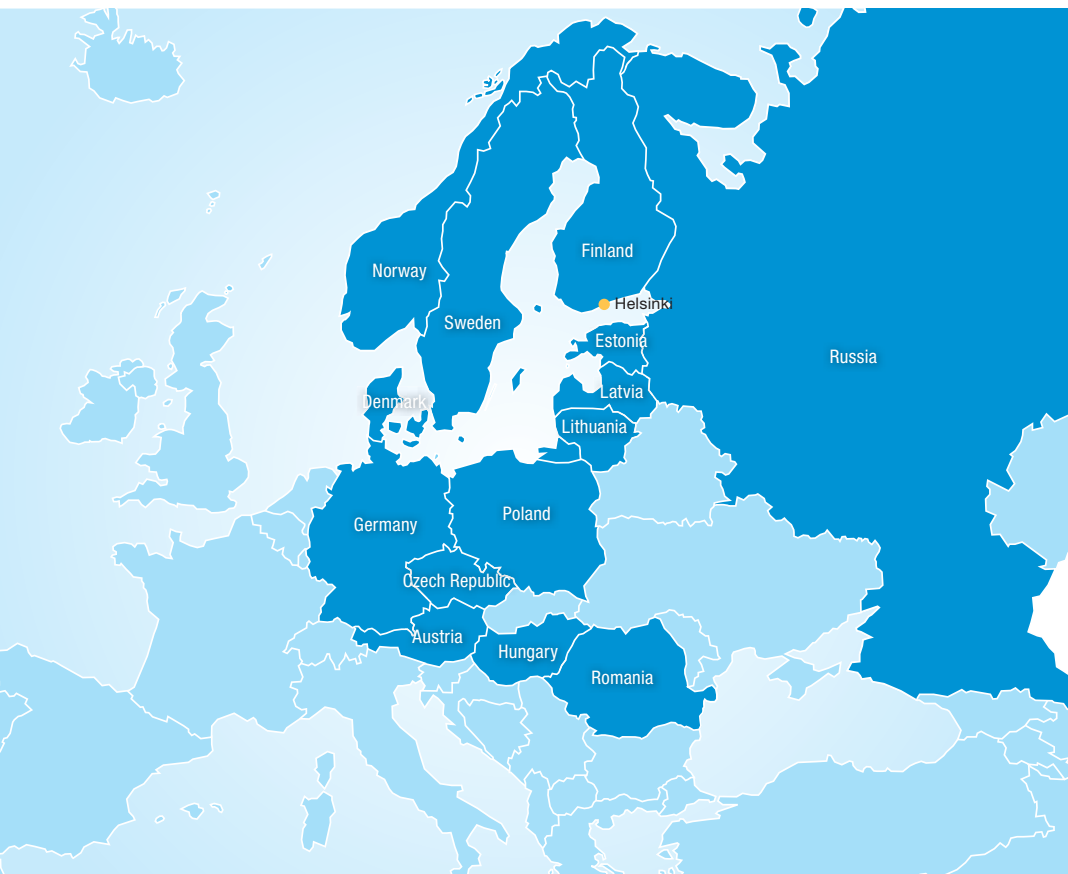 Finland
Norway
Helsinki
Sweden
Estonia
Russia
Latvia
Denmark
Lithuania
Poland
Germany
Czech Republic
Austria
Hungary
Romania